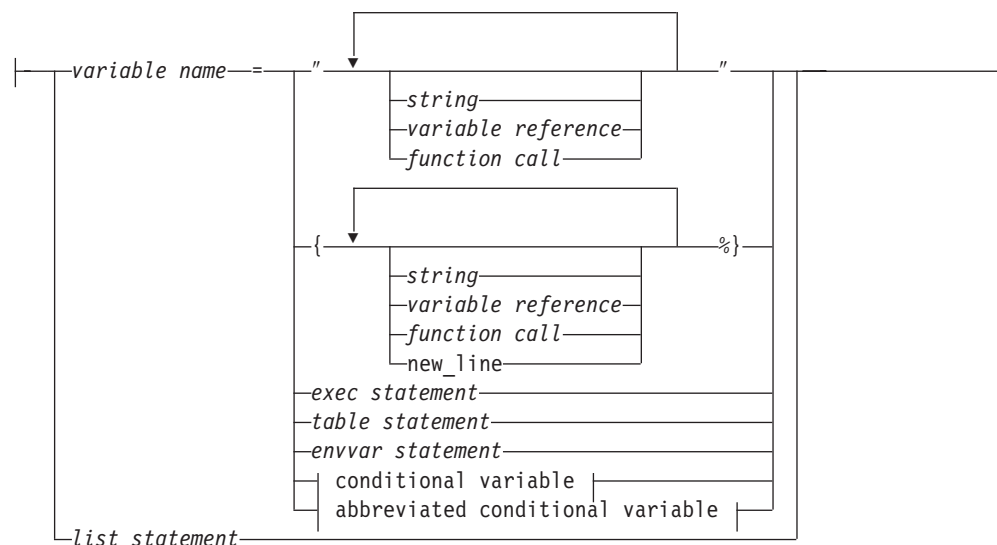 variable name = " "
string
variable reference
function call
{ %}
string
variable reference
function call
new_line
exec statement
table statement
envvar statement
conditional variable
abbreviated conditional variable
list statement